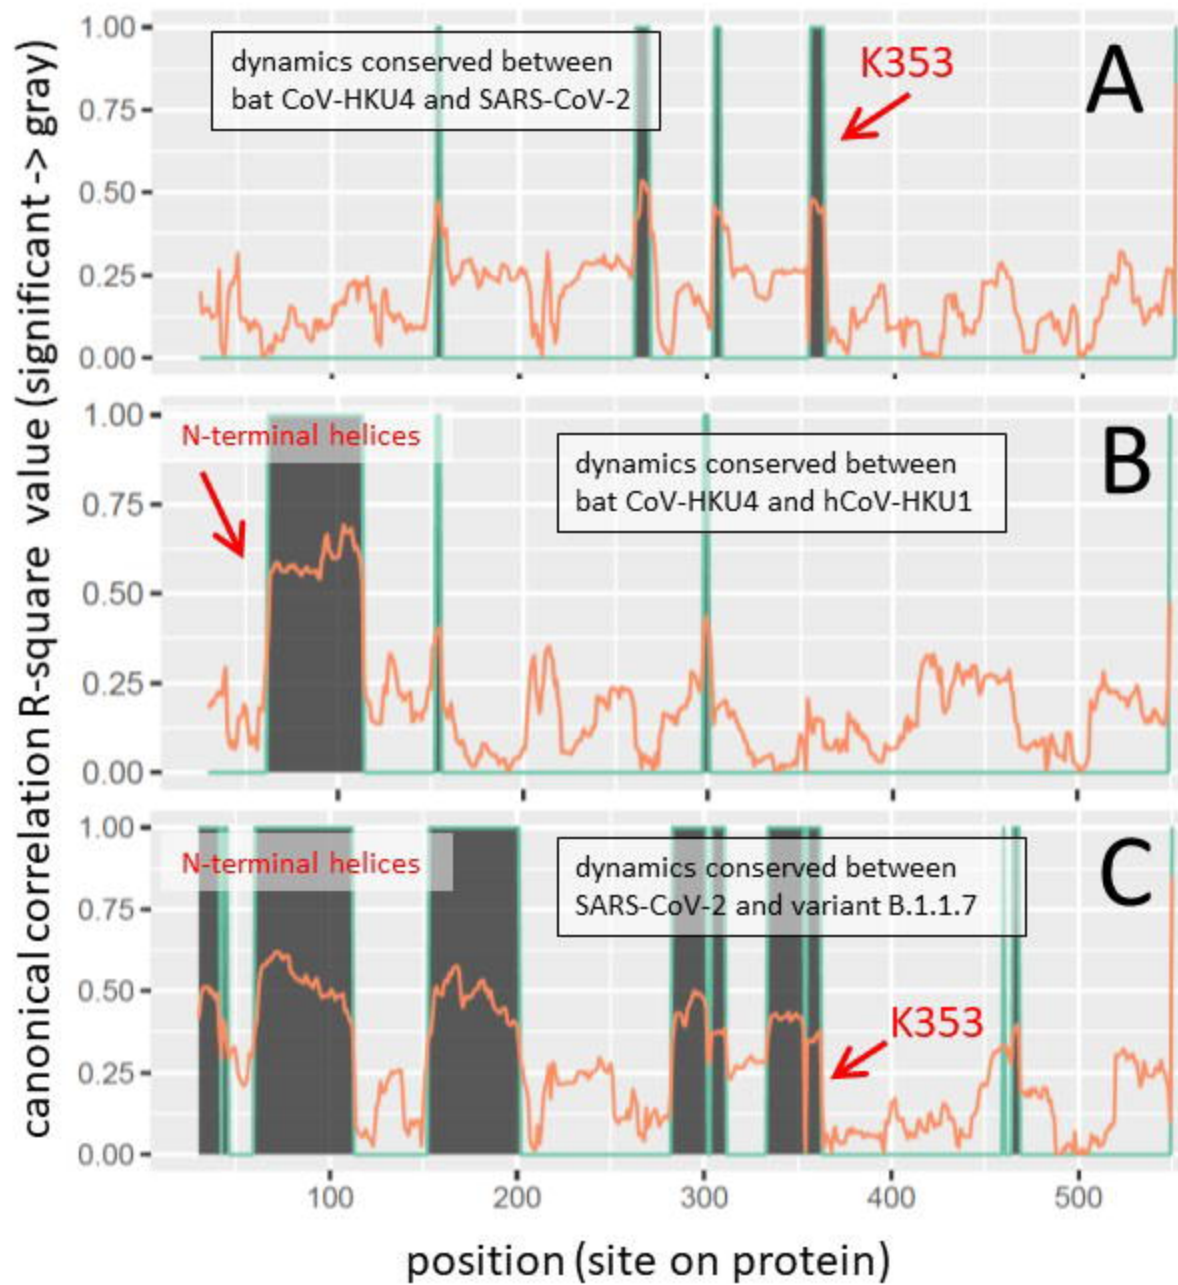 canonical correlation R-square value (significant -> gray)
1.00
0.75
0.50
0.25
0.00
dynamics conserved between
bat CoV-HKU4 and SARS-CoV-2
K353
A
1.00
0.75
0.50
0.25
0.00
N-terminal helices
dynamics conserved between
bat CoV-HKU4 and hCoV-HKU1
B
1.00
0.75
0.50
0.25
0.00
N-terminal helices
dynamics conserved between
SARS-CoV-2 and variant B.1.1.7
C
K353
100 200 300 400 500
position (site on protein)